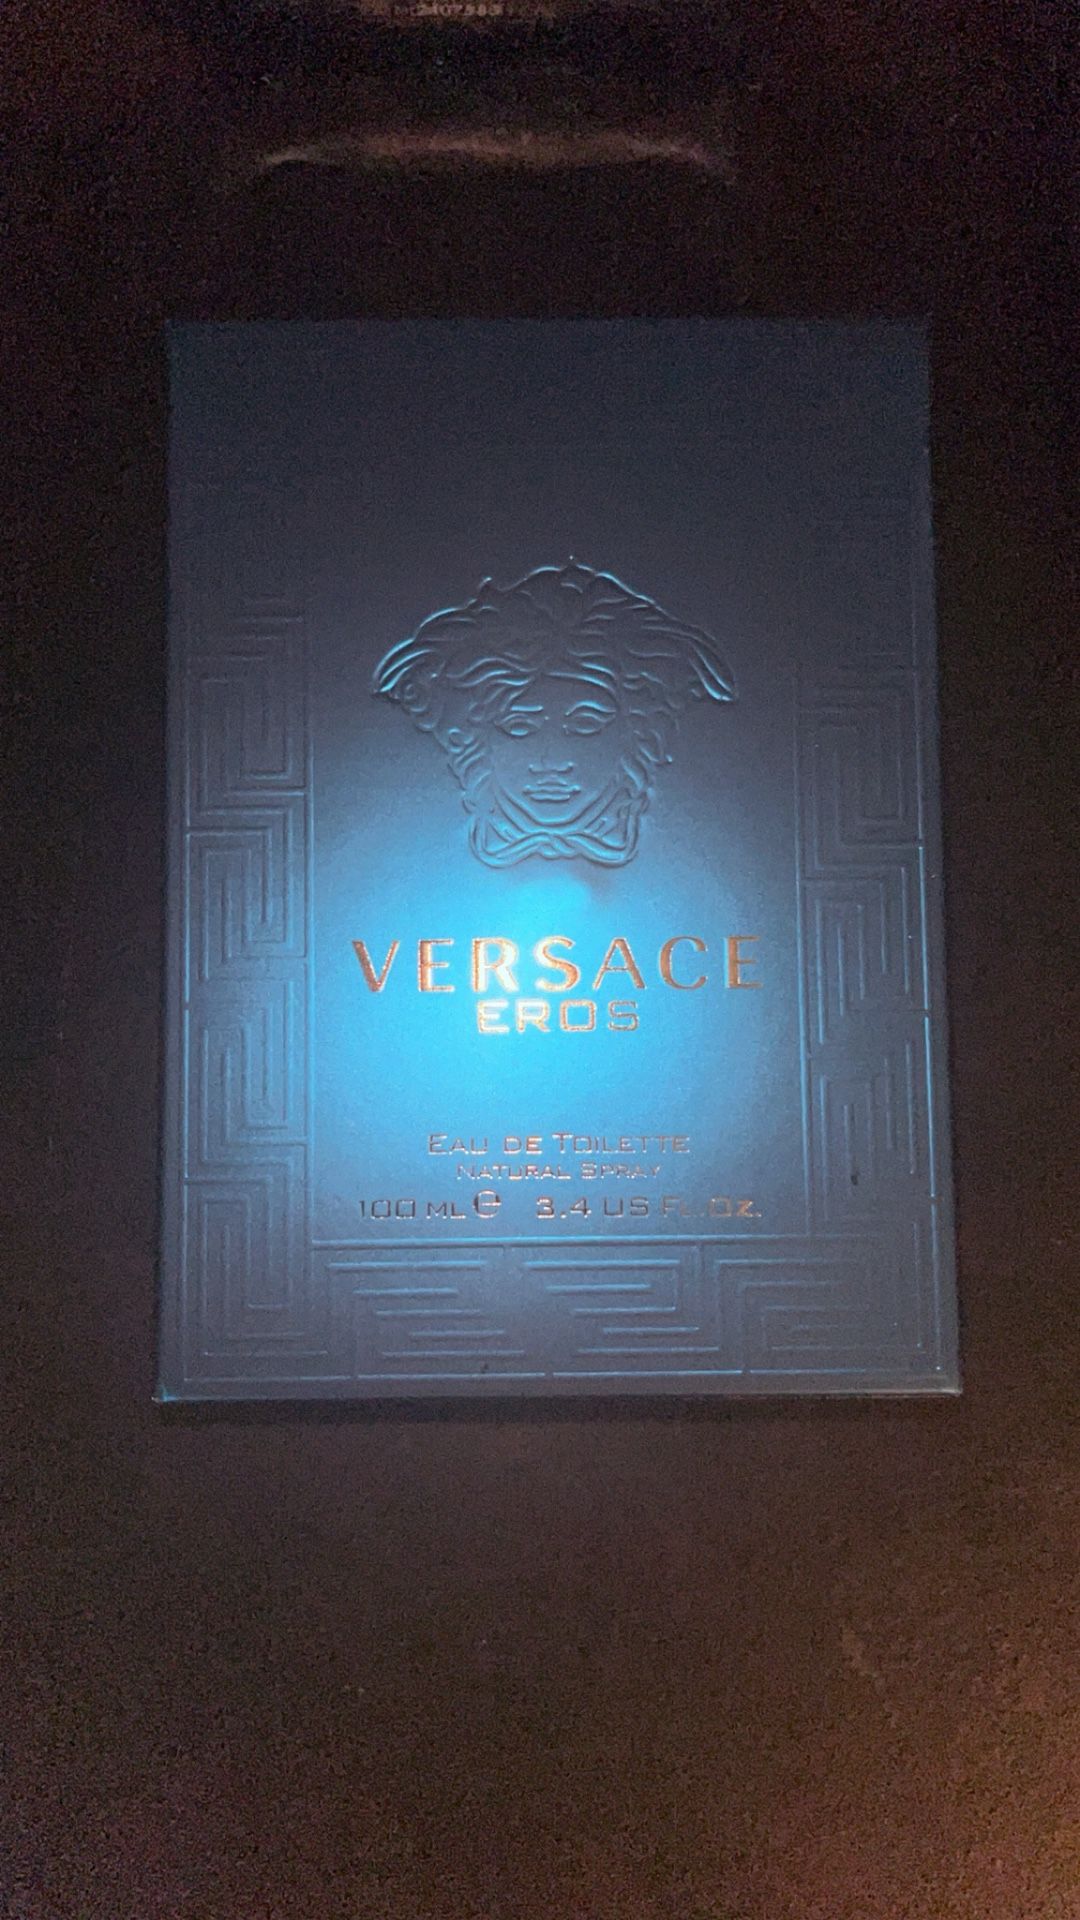 VERSACE
EROS
EAU DE TOILETTE
NATURAL SPRAY
100 ML e 3.4 US FL. OZ.